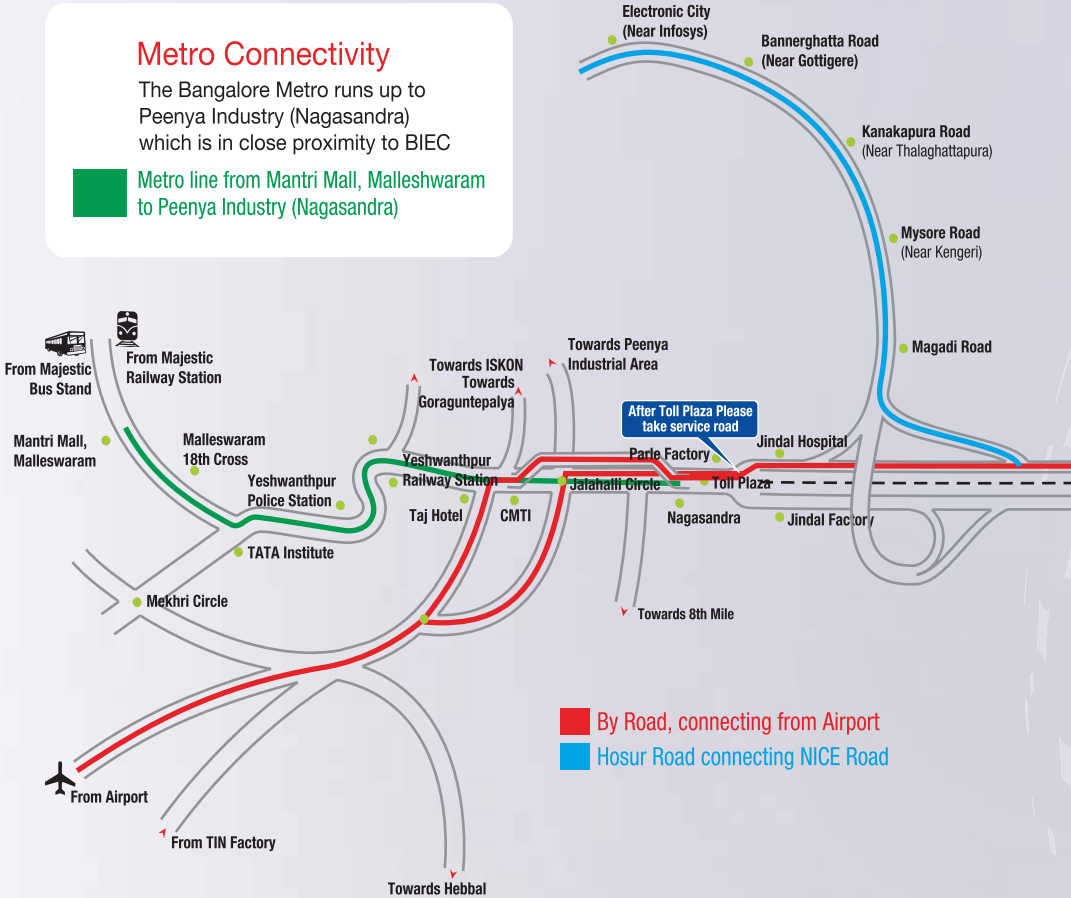 Metro Connectivity
The Bangalore Metro runs up to
Peenya Industry (Nagasandra)
which is in close proximity to BIEC
Metro line from Mantri Mall, Malleshwaram
to Peenya Industry (Nagasandra)
Electronic City
(Near Infosys)
Bannerghatta Road
(Near Gottigere)
Kanakapura Road
(Near Thalaghattapura)
Mysore Road
(Near Kengeri)
Magadi Road
From Majestic
Bus Stand
From Majestic
Railway Station
Towards ISKON
Towards
Goraguntepalya
Towards Peenya
Industrial Area
After Toll Plaza Please
take service road
Mantri Mall,
Malleswaram
Malleswaram
18th Cross
Yeshwanthpur
Police Station
Yeshwanthpur
Railway Station
Parle Factory
Jindal Hospital
Jalahalli Circle
Toll Plaza
Taj Hotel
CMTI
Nagasandra
Jindal Factory
TATA Institute
Mekhri Circle
Towards 8th Mile
By Road, connecting from Airport
Hosur Road connecting NICE Road
From Airport
From TIN Factory
Towards Hebbal